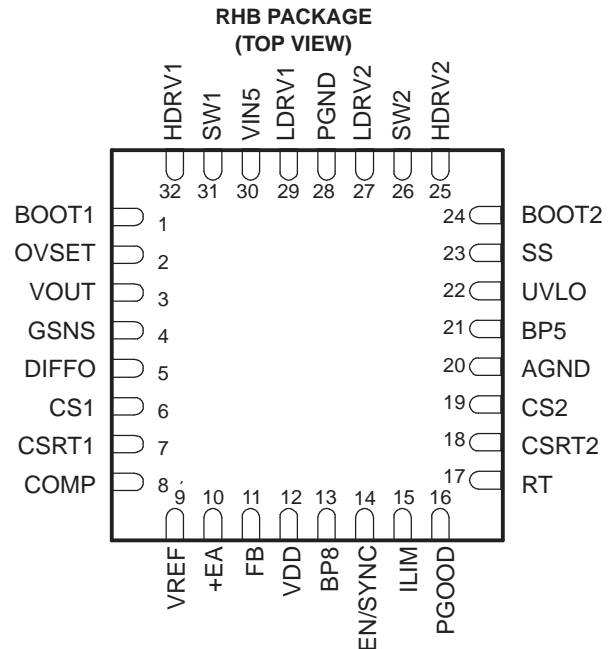 RHB PACKAGE
(TOP VIEW)
HDRV1
SW1
VIN5
LDRV1
PGND
LDRV2
SW2
HDRV2
32 31 30 29 28 27 26 25
BOOT1 1
OVSET 2
VOUT 3
GSNS 4
DIFFO 5
CS1 6
CSRT1 7
COMP 8
24 BOOT2
23 SS
22 UVLO
21 BP5
20 AGND
19 CS2
18 CSRT2
17 RT
9 10 11 12 13 14 15 16
VREF
+EA
FB
VDD
BP8
EN/SYNC
ILIM
PGOOD